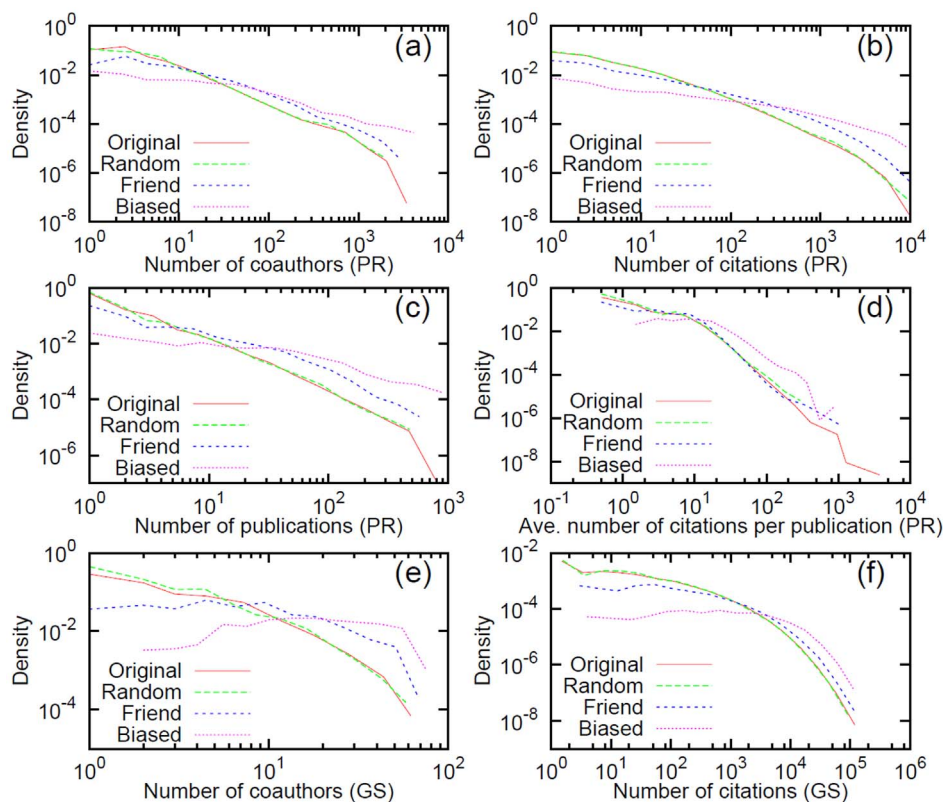 (a)
Density
10^0
10^-2
10^-4
10^-6
10^-8
Original
Random
Friend
Biased
10^0 10^1 10^2 10^3 10^4
Number of coauthors (PR)
(b)
Density
10^0
10^-2
10^-4
10^-6
10^-8
Original
Random
Friend
Biased
10^0 10^1 10^2 10^3 10^4
Number of citations (PR)
(c)
Density
10^0
10^-2
10^-4
10^-6
Original
Random
Friend
Biased
10^0 10^1 10^2 10^3
Number of publications (PR)
(d)
Density
10^0
10^-2
10^-4
10^-6
10^-8
Original
Random
Friend
Biased
10^-1 10^0 10^1 10^2 10^3 10^4
Ave. number of citations per publication (PR)
(e)
Density
10^0
10^-2
10^-4
Original
Random
Friend
Biased
10^0 10^1 10^2
Number of coauthors (GS)
(f)
Density
10^-2
10^-4
10^-6
10^-8
Original
Random
Friend
Biased
10^0 10^1 10^2 10^3 10^4 10^5 10^6
Number of citations (GS)